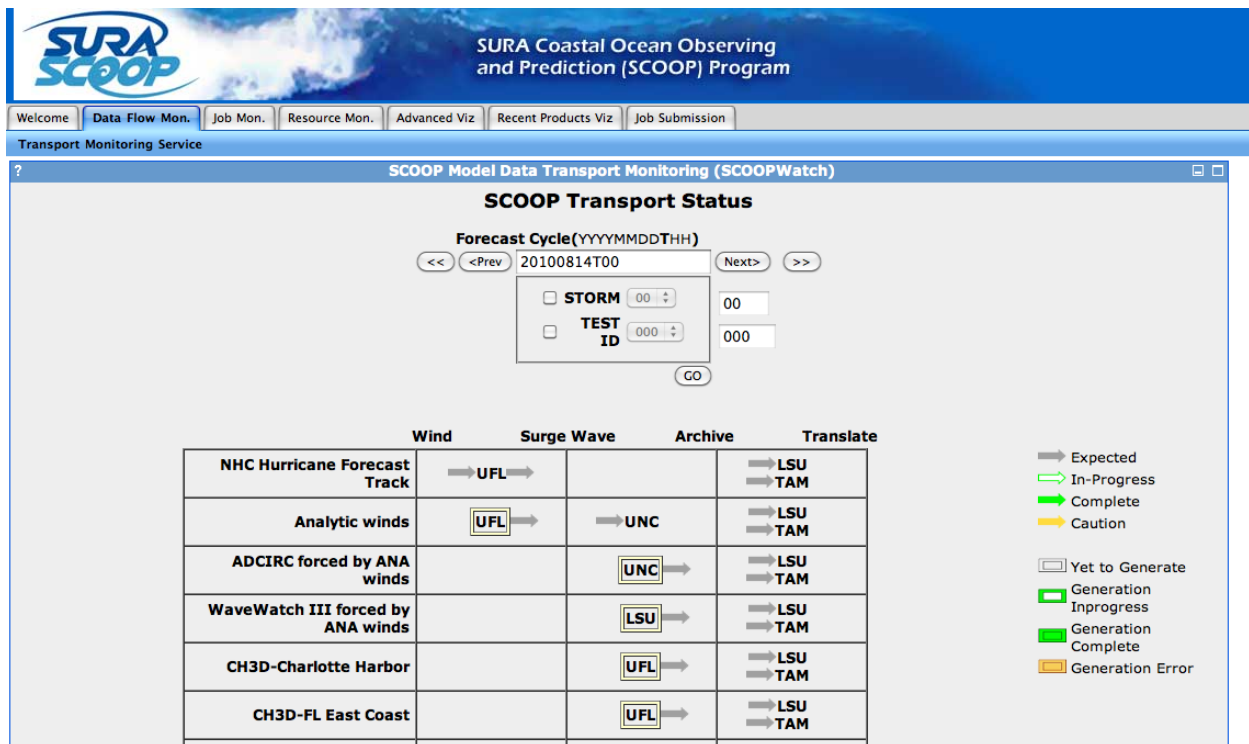 SURA
SCOOP
SURA Coastal Ocean Observing
and Prediction (SCOOP) Program
Welcome Data Flow Mon. Job Mon. Resource Mon. Advanced Viz Recent Products Viz Job Submission
Transport Monitoring Service
? SCOOP Model Data Transport Monitoring (SCOOPWatch)
SCOOP Transport Status
Forecast Cycle(YYYYMMDDTHH)
<< <Prev 20100814T00 Next> >>
STORM 00 00
TEST
ID 000 000
GO
Wind Surge Wave Archive Translate
NHC Hurricane Forecast
Track UFL LSU
TAM
Analytic winds UFL UNC LSU
TAM
ADCIRC forced by ANA
winds UNC LSU
TAM
WaveWatch III forced by
ANA winds LSU LSU
TAM
CH3D-Charlotte Harbor UFL LSU
TAM
CH3D-FL East Coast UFL LSU
TAM
Expected
In-Progress
Complete
Caution
Yet to Generate
Generation
Inprogress
Generation
Complete
Generation Error